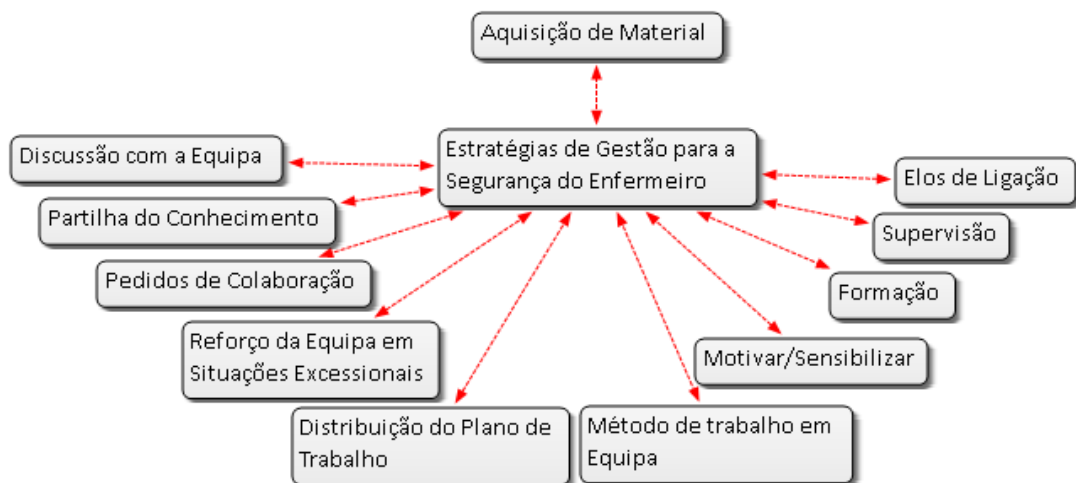 Aquisição de Material
Estratégias de Gestão para a
Segurança do Enfermeiro
Discussão com a Equipa
Partilha do Conhecimento
Pedidos de Colaboração
Reforço da Equipa em
Situações Excessionais
Distribuição do Plano de
Trabalho
Método de trabalho em
Equipa
Motivar/Sensibilizar
Formação
Supervisão
Elos de Ligação